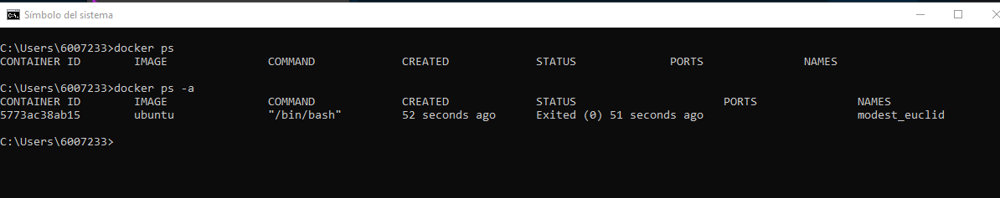 Símbolo del sistema
C:\Users\6007233>docker ps
CONTAINER ID IMAGE COMMAND CREATED STATUS PORTS NAMES
C:\Users\6007233>docker ps -a
CONTAINER ID IMAGE COMMAND CREATED STATUS PORTS NAMES
5773ac38ab15 ubuntu "/bin/bash" 52 seconds ago Exited (0) 51 seconds ago modest_euclid
C:\Users\6007233>